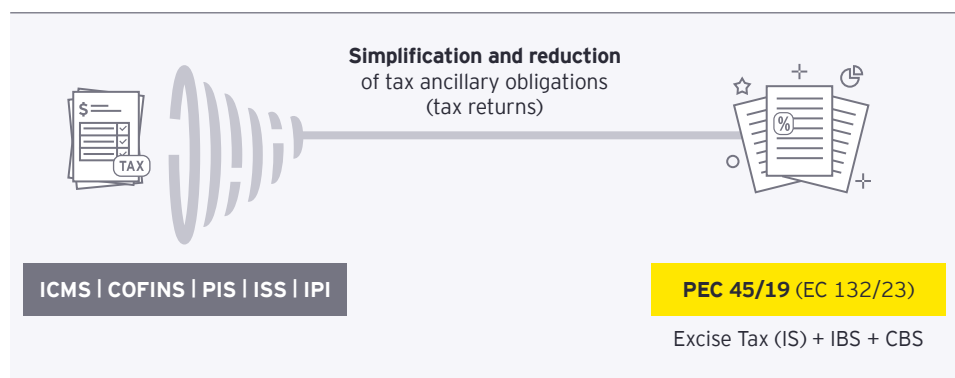 Simplification and reduction
of tax ancillary obligations
(tax returns)
$
TAX
%
ICMS | COFINS | PIS | ISS | IPI
PEC 45/19 (EC 132/23)
Excise Tax (IS) + IBS + CBS